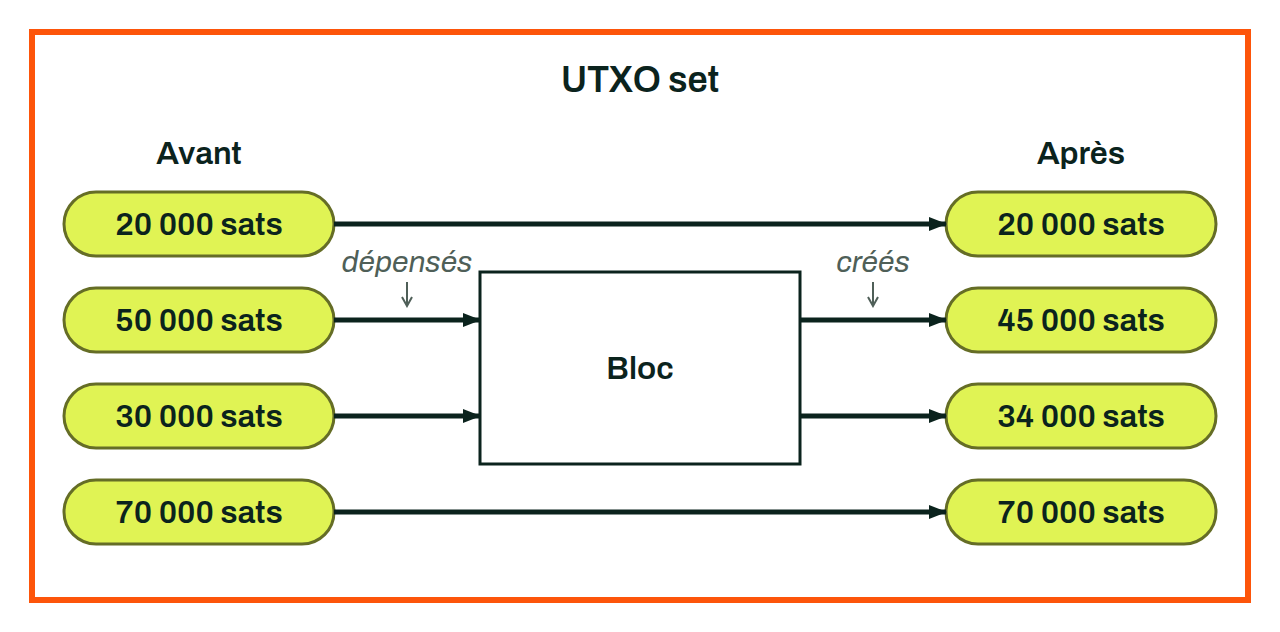 UTXO set
Avant
Après
20 000 sats
20 000 sats
dépensés
créés
50 000 sats
45 000 sats
Bloc
30 000 sats
34 000 sats
70 000 sats
70 000 sats